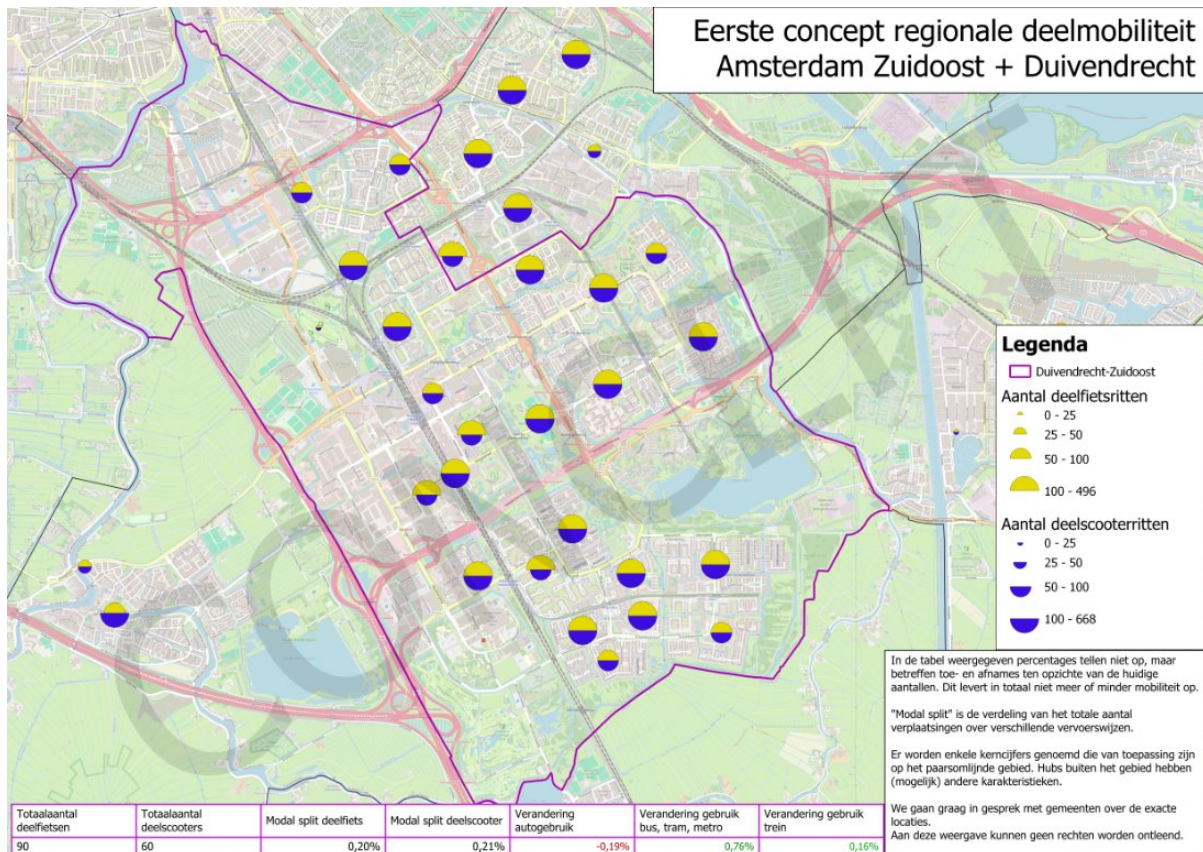 Eerste concept regionale deelmobiliteit
Amsterdam Zuidoost + Duivendrecht
CONCEPT
Legenda
Duivendrecht-Zuidoost
Aantal deelfietsritten
0 - 25
25 - 50
50 - 100
100 - 496
Aantal deelscooterritten
0 - 25
25 - 50
50 - 100
100 - 668
In de tabel weergegeven percentages tellen niet op, maar
betreffen toe- en afnames ten opzichte van de huidige
aantallen. Dit levert in totaal niet meer of minder mobiliteit op.
"Modal split" is de verdeling van het totale aantal
verplaatsingen over verschillende vervoerswijzen.
Er worden enkele kerncijfers genoemd die van toepassing zijn
op het paarsomlijnde gebied. Hubs buiten het gebied hebben
(mogelijk) andere karakteristieken.
We gaan graag in gesprek met gemeenten over de exacte
locaties.
Aan deze weergave kunnen geen rechten worden ontleend.
Totaalaantal deelfietsen
Totaalaantal deelscooters
Modal split deelfiets
Modal split deelscooter
Verandering autogebruik
Verandering gebruik bus, tram, metro
Verandering gebruik trein
90
60
0,20%
0,21%
-0,19%
0,76%
0,16%